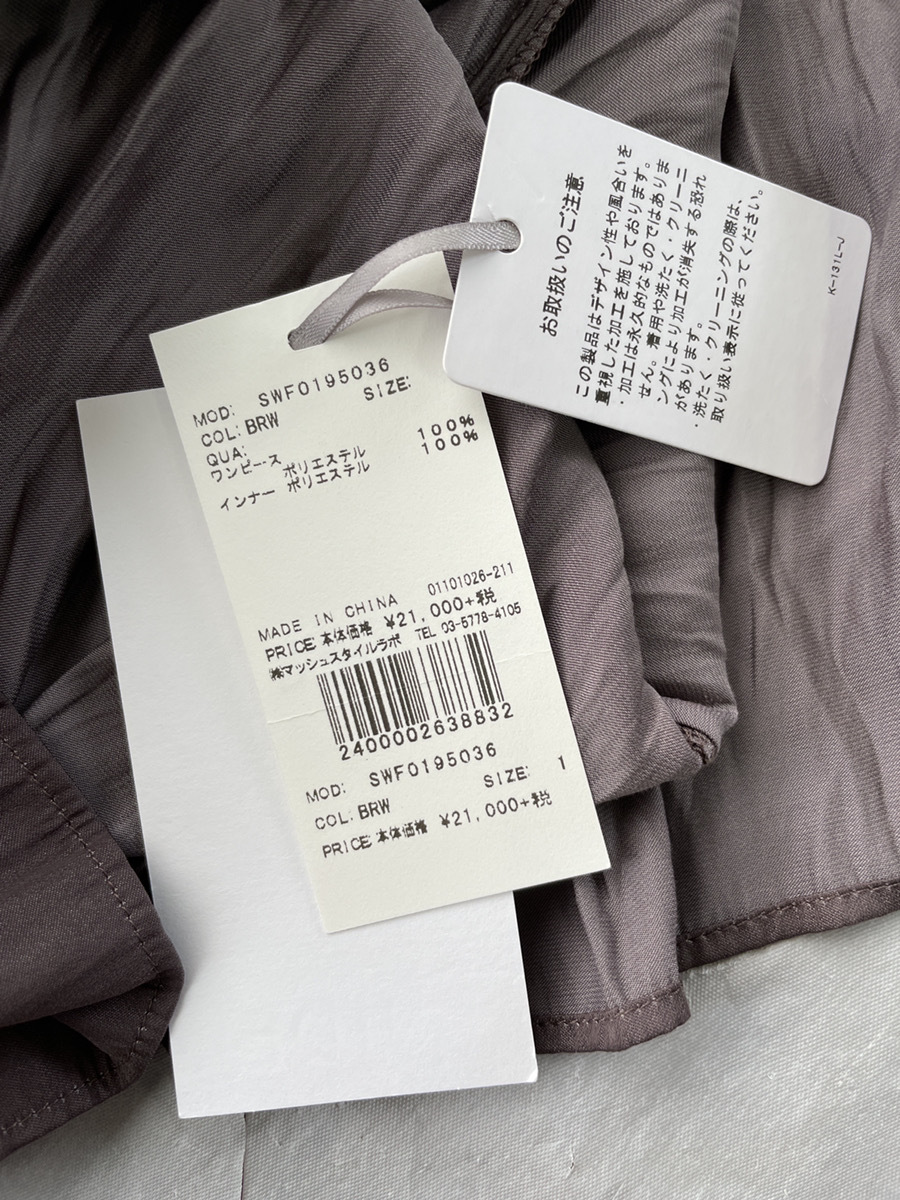 MOD: SWF0195036
COL: BRW SIZE:
QUA:
ワンピース ポリエステル 100%
インナー ポリエステル 100%
MADE IN CHINA 01101026-211
PRICE:本体価格 ¥21,000+税
㈱マッシュスタイルラボ TEL 03-5778-4105
2400002638832
MOD: SWF0195036
COL: BRW SIZE: 1
PRICE:本体価格 ¥21,000+税
お取扱いのご注意
この製品はデザイン性や風合いを
重視した加工を施しております。
・加工は永久的なものではありま
せん。着用や洗たく・クリーニ
ングにより加工が消失する恐れ
があります。
・洗たく・クリーニングの際は、
取り扱い表示に従ってください。
K-131L-J